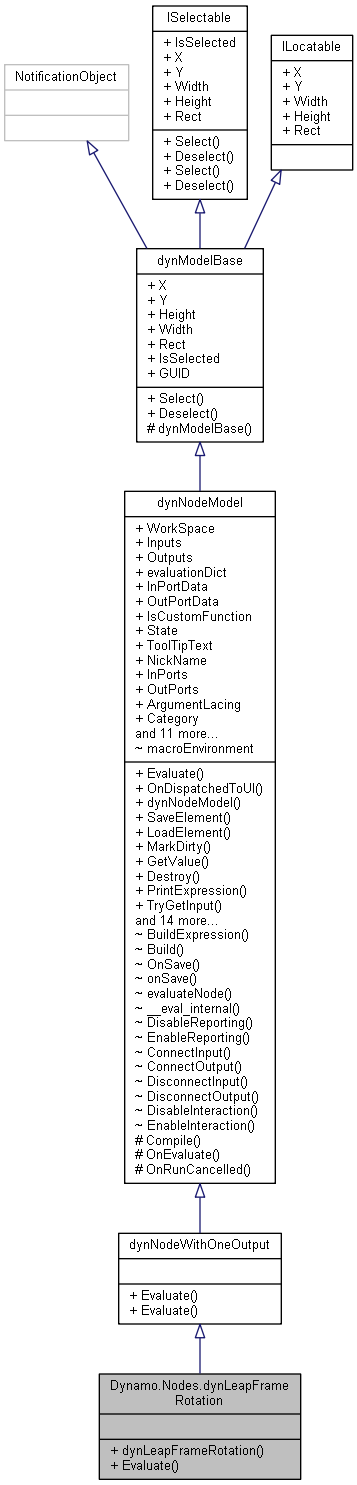 ISelectable
+ IsSelected
+ X
+ Y
+ Width
+ Height
+ Rect
+ Select()
+ Deselect()
+ Select()
+ Deselect()
ILocatable
+ X
+ Y
+ Width
+ Height
+ Rect
NotificationObject
dynModelBase
+ X
+ Y
+ Height
+ Width
+ Rect
+ IsSelected
+ GUID
+ Select()
+ Deselect()
# dynModelBase()
dynNodeModel
+ WorkSpace
+ Inputs
+ Outputs
+ evaluationDict
+ InPortData
+ OutPortData
+ IsCustomFunction
+ State
+ ToolTipText
+ NickName
+ InPorts
+ OutPorts
+ ArgumentLacing
+ Category
and 11 more...
~ macroEnvironment
+ Evaluate()
+ OnDispatchedToUI()
+ dynNodeModel()
+ SaveElement()
+ LoadElement()
+ MarkDirty()
+ GetValue()
+ Destroy()
+ PrintExpression()
+ TryGetInput()
and 14 more...
~ BuildExpression()
~ Build()
~ OnSave()
~ onSave()
~ evaluateNode()
~ __eval_internal()
~ DisableReporting()
~ EnableReporting()
~ ConnectInput()
~ ConnectOutput()
~ DisconnectInput()
~ DisconnectOutput()
~ DisableInteraction()
~ EnableInteraction()
# Compile()
# OnEvaluate()
# OnRunCancelled()
dynNodeWithOneOutput
+ Evaluate()
+ Evaluate()
Dynamo.Nodes.dynLeapFrame
Rotation
+ dynLeapFrameRotation()
+ Evaluate()